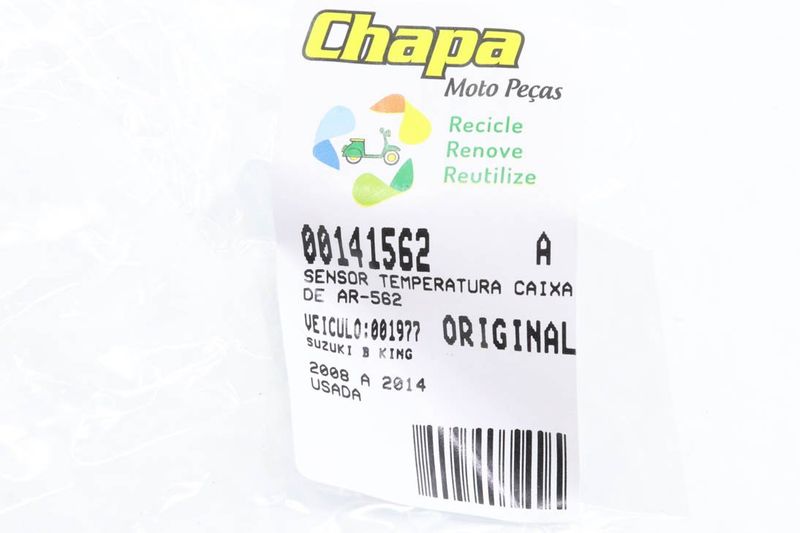 Chapa
Moto Peças
Recicle
Renove
Reutilize
00141562 A
SENSOR TEMPERATURA CAIXA
DE AR-562
VEICULO:001977 ORIGINAL
SUZUKI B KING
2008 A 2014
USADA